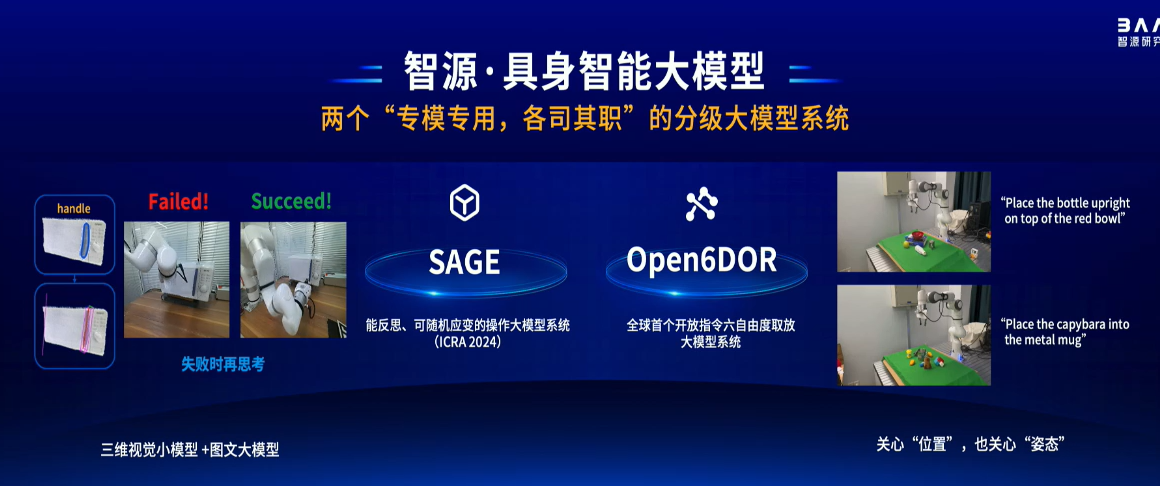 BAA
智源研究
智源·具身智能大模型
两个“专模专用，各司其职”的分级大模型系统
handle
Failed!
Succeed!
失败时再思考
三维视觉小模型 +图文大模型
SAGE
能反思、可随机应变的操作大模型系统
（ICRA 2024）
Open6DOR
全球首个开放指令六自由度取放
大模型系统
“Place the bottle upright
on top of the red bowl”
“Place the capybara into
the metal mug”
关心“位置”，也关心“姿态”